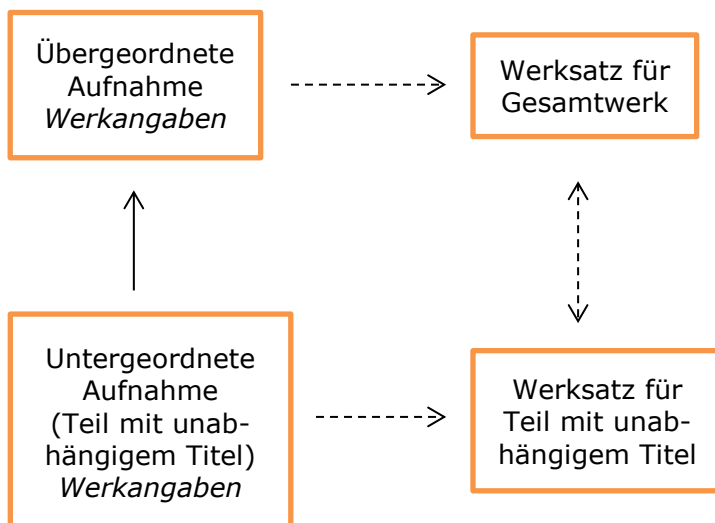 Übergeordnete
Aufnahme
Werkangaben
Werksatz für
Gesamtwerk
Untergeordnete
Aufnahme
(Teil mit unab-
hängigem Titel)
Werkangaben
Werksatz für
Teil mit unab-
hängigem Titel